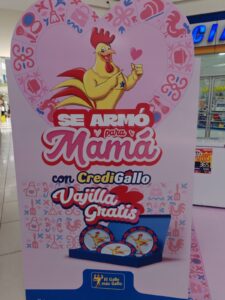 SE ARMÓ
para
Mamá
con CrediGallo
Vajilla
Gratis
El Gallo
más Gallo